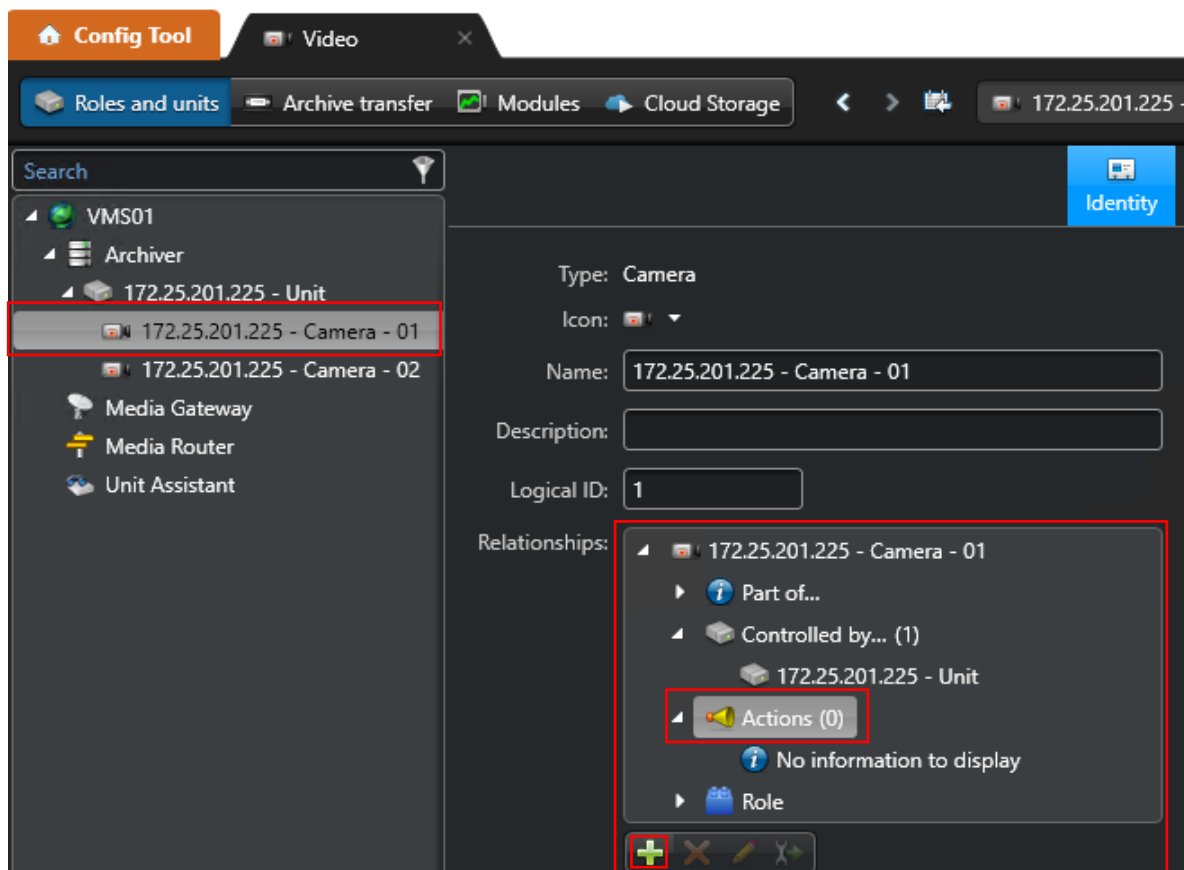 Config Tool
Video
Roles and units
Archive transfer
Modules
Cloud Storage
172.25.201.225 -
Search
VMS01
Archiver
172.25.201.225 - Unit
172.25.201.225 - Camera - 01
172.25.201.225 - Camera - 02
Media Gateway
Media Router
Unit Assistant
Identity
Type: Camera
Icon:
Name: 172.25.201.225 - Camera - 01
Description:
Logical ID: 1
Relationships:
172.25.201.225 - Camera - 01
Part of...
Controlled by... (1)
172.25.201.225 - Unit
Actions (0)
No information to display
Role